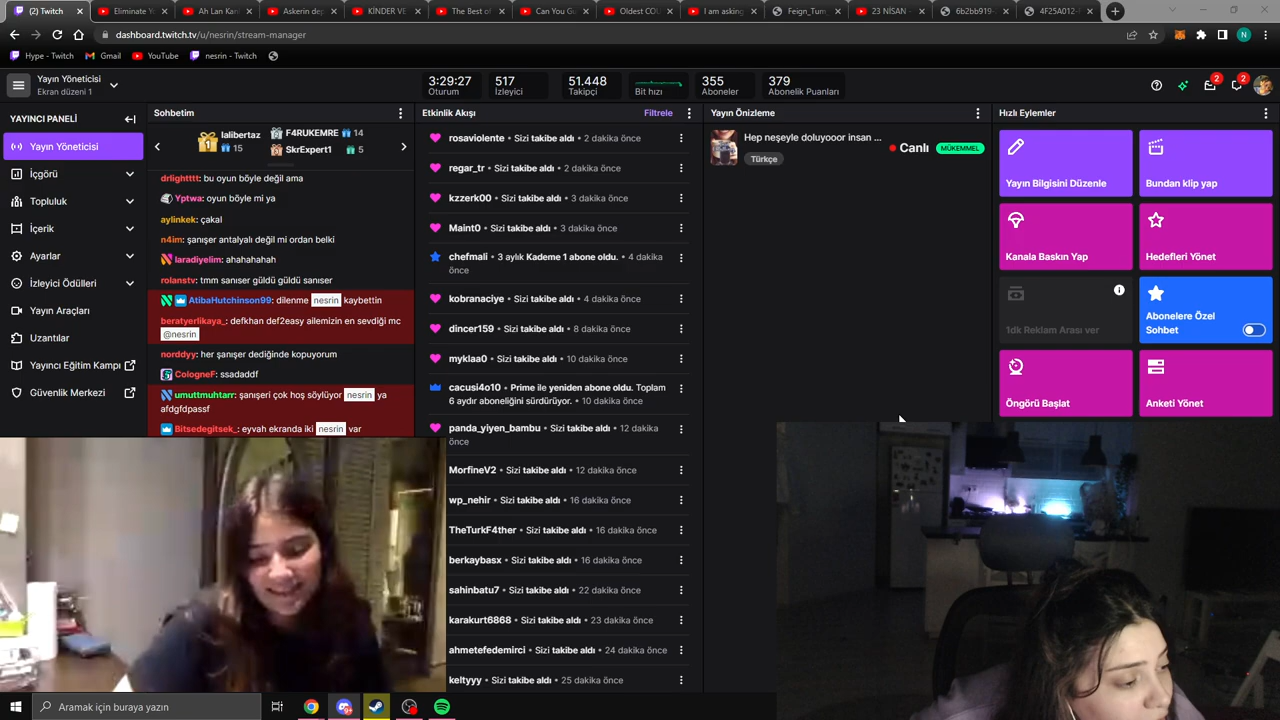 (2) Twitch
Eliminate Y
Ah Lan Kan
Askerin dep
KİNDER VE
The Best of
Can You Gu
Oldest COU
I am asking
Feign_Tum
23 NİSAN -
6b2bb919-
4F25A012-F
dashboard.twitch.tv/u/nesrin/stream-manager
N
Hype - Twitch
Gmail
YouTube
nesrin - Twitch
Yayın Yöneticisi
Ekran düzeni 1
3:29:27
Oturum
517
İzleyici
51.448
Takipçi
Bit hızı
355
Aboneler
379
Abonelik Puanları
2
2
YAYINCI PANELİ
Yayın Yöneticisi
İçgörü
Topluluk
İçerik
Ayarlar
İzleyici Ödülleri
Yayın Araçları
Uzantılar
Yayıncı Eğitim Kampı
Güvenlik Merkezi
Sohbetim
1
lalibertaz
15
F4RUKEMRE 14
SkrExpert1 5
drlightttt: bu oyun böyle değil ama
Yptwa: oyun böyle mi ya
aylinkek: çakal
n4im: şanışer antalyalı değil mi ordan belki
laradiyelim: ahahahahah
rolanstv: tmm sanışer güldü güldü sanıser
AtibaHutchinson99: dilenme nesrin kaybettin
beratyerlikaya_: defkhan def2easy ailemizin en sevdiği mc
@nesrin
norddyy: her şanışer dediğinde kopuyorum
CologneF: ssadaddf
umuttmuhtarr: şanışeri çok hoş söylüyor nesrin ya
afdgfdpassf
Bitsedegitsek_: eyvah ekranda iki nesrin var
Etkinlik Akışı
Filtrele
rosaviolente • Sizi takibe aldı • 2 dakika önce
regar_tr • Sizi takibe aldı • 2 dakika önce
kzzerk00 • Sizi takibe aldı • 3 dakika önce
Maint0 • Sizi takibe aldı • 3 dakika önce
chefmali • 3 aylık Kademe 1 abone oldu. • 4 dakika
önce
kobranaciye • Sizi takibe aldı • 4 dakika önce
dincer159 • Sizi takibe aldı • 8 dakika önce
myklaa0 • Sizi takibe aldı • 10 dakika önce
cacusi4o10 • Prime ile yeniden abone oldu. Toplam
6 aydır aboneliğini sürdürüyor. • 10 dakika önce
panda_yiyen_bambu • Sizi takibe aldı • 12 dakika
önce
MorfineV2 • Sizi takibe aldı • 12 dakika önce
wp_nehir • Sizi takibe aldı • 16 dakika önce
TheTurkF4ther • Sizi takibe aldı • 16 dakika önce
berkaybasx • Sizi takibe aldı • 16 dakika önce
sahinbatu7 • Sizi takibe aldı • 22 dakika önce
karakurt6868 • Sizi takibe aldı • 23 dakika önce
ahmetefedemirci • Sizi takibe aldı • 24 dakika önce
keltyyy • Sizi takibe aldı • 25 dakika önce
Yayın Önizleme
Hep neşeyle doluyooor insan ...
Türkçe
Canlı
MÜKEMMEL
Hızlı Eylemler
Yayın Bilgisini Düzenle
Bundan klip yap
Kanala Baskın Yap
Hedefleri Yönet
1dk Reklam Arası ver
Abonelere Özel
Sohbet
Öngörü Başlat
Anketi Yönet
Aramak için buraya yazın